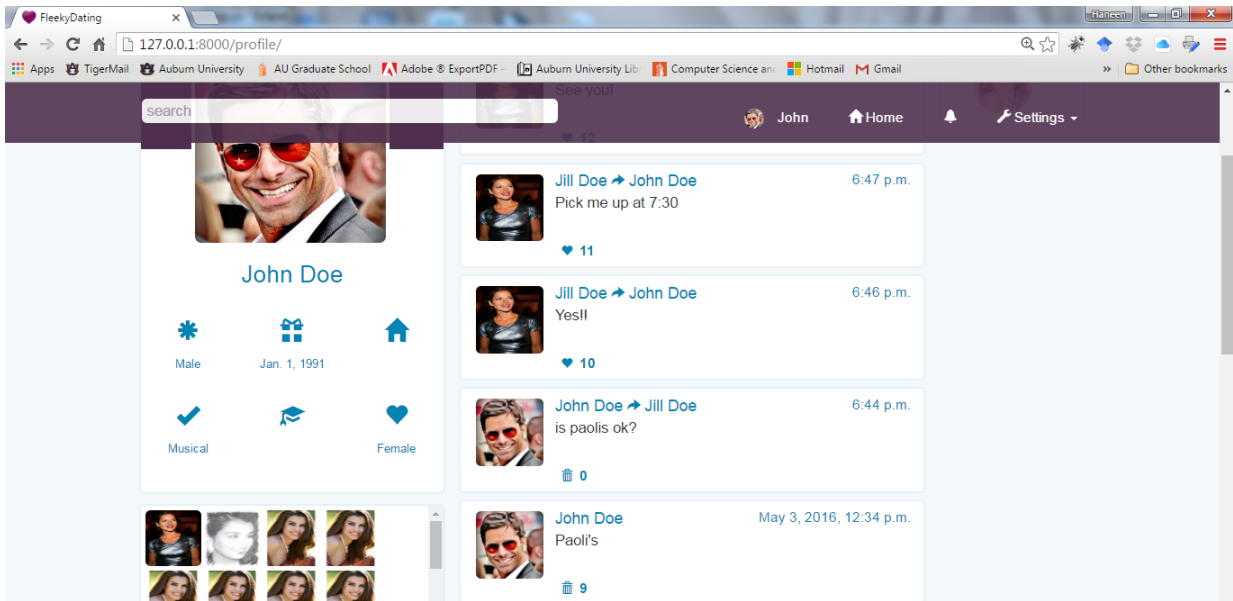 FleekyDating
Haneen
127.0.0.1:8000/profile/
Apps TigerMail Auburn University AU Graduate School Adobe ® ExportPDF - Auburn University Lib Computer Science and Hotmail Gmail » Other bookmarks
See you!
search
John Home Settings
12
Jill Doe John Doe 6:47 p.m.
Pick me up at 7:30
11
John Doe
Jill Doe John Doe 6:46 p.m.
Yes!!
Male Jan. 1, 1991
10
John Doe Jill Doe 6:44 p.m.
is paolis ok?
Musical Female
0
John Doe May 3, 2016, 12:34 p.m.
Paoli's
9